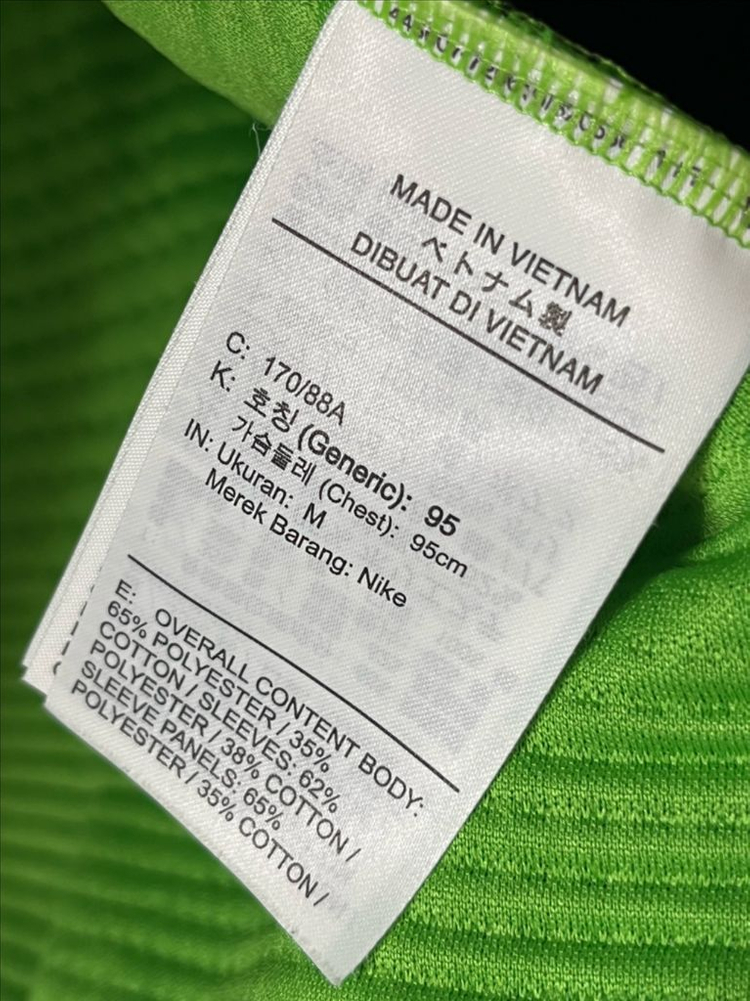 MADE IN VIETNAM
ベトナム製
DIBUAT DI VIETNAM
C: 170/88A
K: 호칭 (Generic): 95
가슴둘레 (Chest): 95cm
IN: Ukuran: M
Merek Barang: Nike
E: OVERALL CONTENT BODY:
65% POLYESTER / 35%
COTTON / SLEEVES: 62%
POLYESTER / 38% COTTON /
SLEEVE PANELS: 65%
POLYESTER / 35% COTTON /